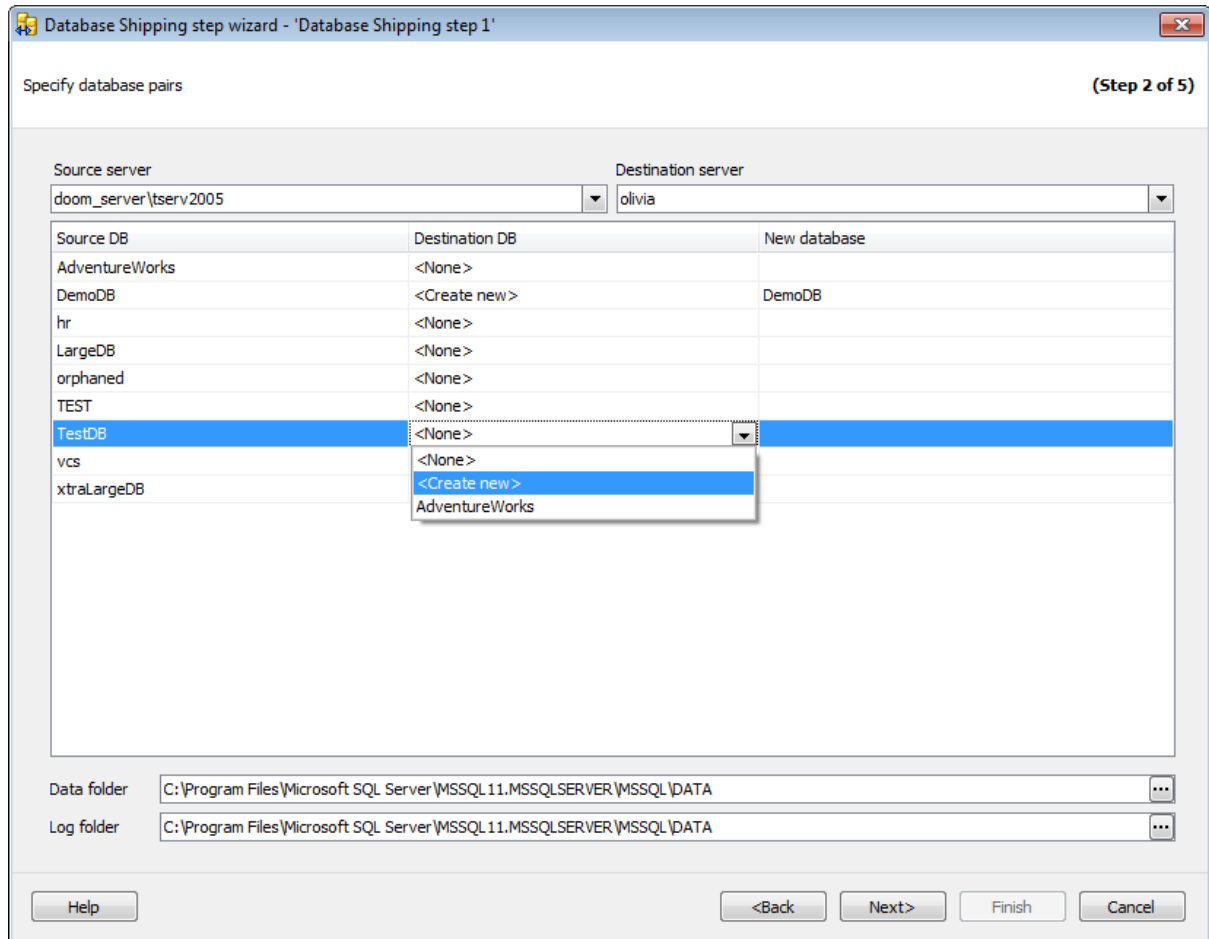 Database Shipping step wizard - 'Database Shipping step 1'
Specify database pairs (Step 2 of 5)
Source server Destination server
doom_server\tserv2005 olivia
Source DB Destination DB New database
AdventureWorks <None>
DemoDB <Create new> DemoDB
hr <None>
LargeDB <None>
orphaned <None>
TEST <None>
TestDB <None>
vcs <None>
xtraLargeDB <Create new>
AdventureWorks
Data folder C:\Program Files\Microsoft SQL Server\MSSQL11.MSSQLSERVER\MSSQL\DATA
Log folder C:\Program Files\Microsoft SQL Server\MSSQL11.MSSQLSERVER\MSSQL\DATA
Help <Back Next> Finish Cancel